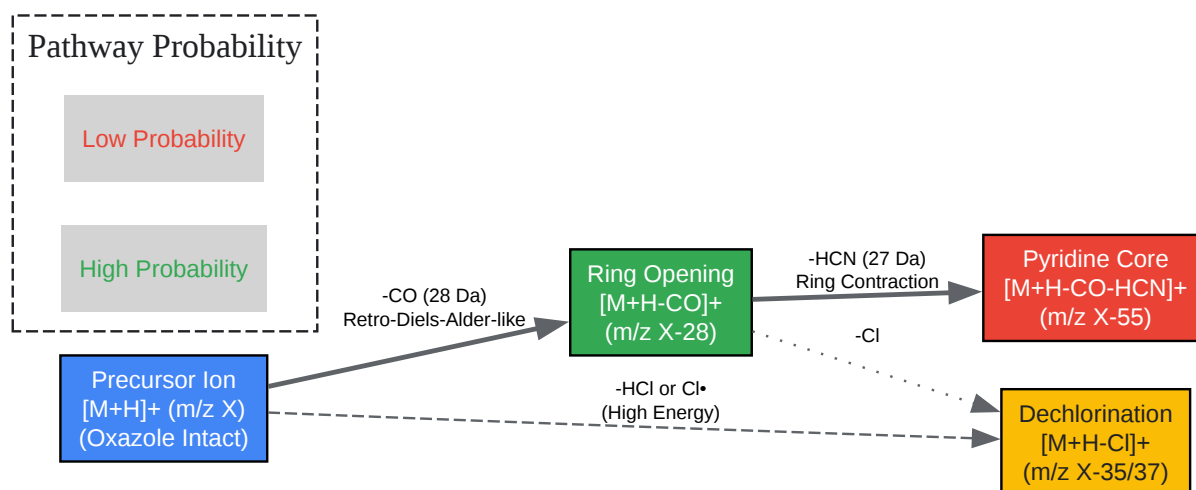 Pathway Probability
Low Probability
High Probability
-CO (28 Da)
Retro-Diels-Alder-like
Ring Opening
[M+H-CO]+
(m/z X-28)
-HCN (27 Da)
Ring Contraction
Pyridine Core
[M+H-CO-HCN]+
(m/z X-55)
-Cl
Precursor Ion
[M+H]+ (m/z X)
(Oxazole Intact)
-HCl or Cl•
(High Energy)
Dechlorination
[M+H-Cl]+
(m/z X-35/37)